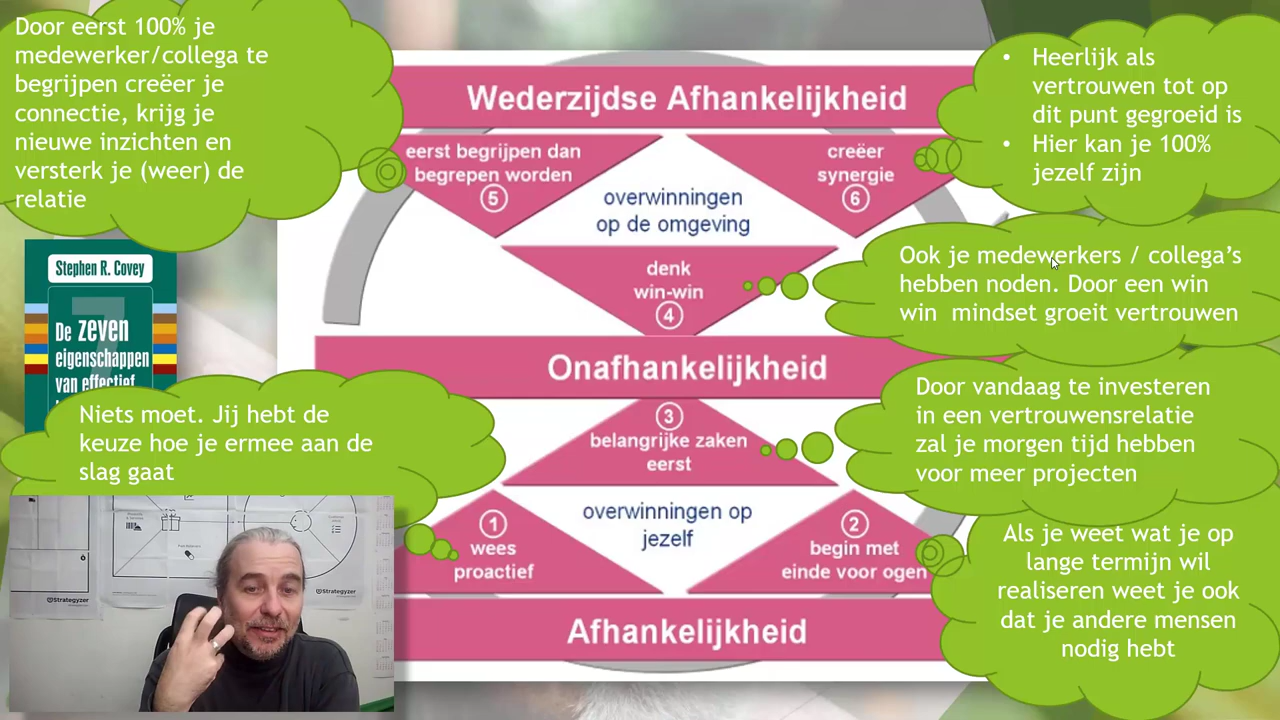 Door eerst 100% je
medewerker/collega te
begrijpen creëer je
connectie, krijg je
nieuwe inzichten en
versterk je (weer) de
relatie
Wederzijdse Afhankelijkheid
eerst begrijpen dan
begrepen worden
5
overwinningen
op de omgeving
creëer
synergie
6
• Heerlijk als
vertrouwen tot op
dit punt gegroeid is
• Hier kan je 100%
jezelf zijn
denk
win-win
4
Ook je medewerkers / collega's
hebben noden. Door een win
win mindset groeit vertrouwen
Stephen R. Covey
7
De zeven
eigenschappen
van effectief
Onafhankelijkheid
3
belangrijke zaken
eerst
Door vandaag te investeren
in een vertrouwensrelatie
zal je morgen tijd hebben
voor meer projecten
Niets moet. Jij hebt de
keuze hoe je ermee aan de
slag gaat
1
wees
proactief
overwinningen op
jezelf
2
begin met
einde voor ogen
Als je weet wat je op
lange termijn wil
realiseren weet je ook
dat je andere mensen
nodig hebt
Afhankelijkheid
Strategyzer
Strategyzer